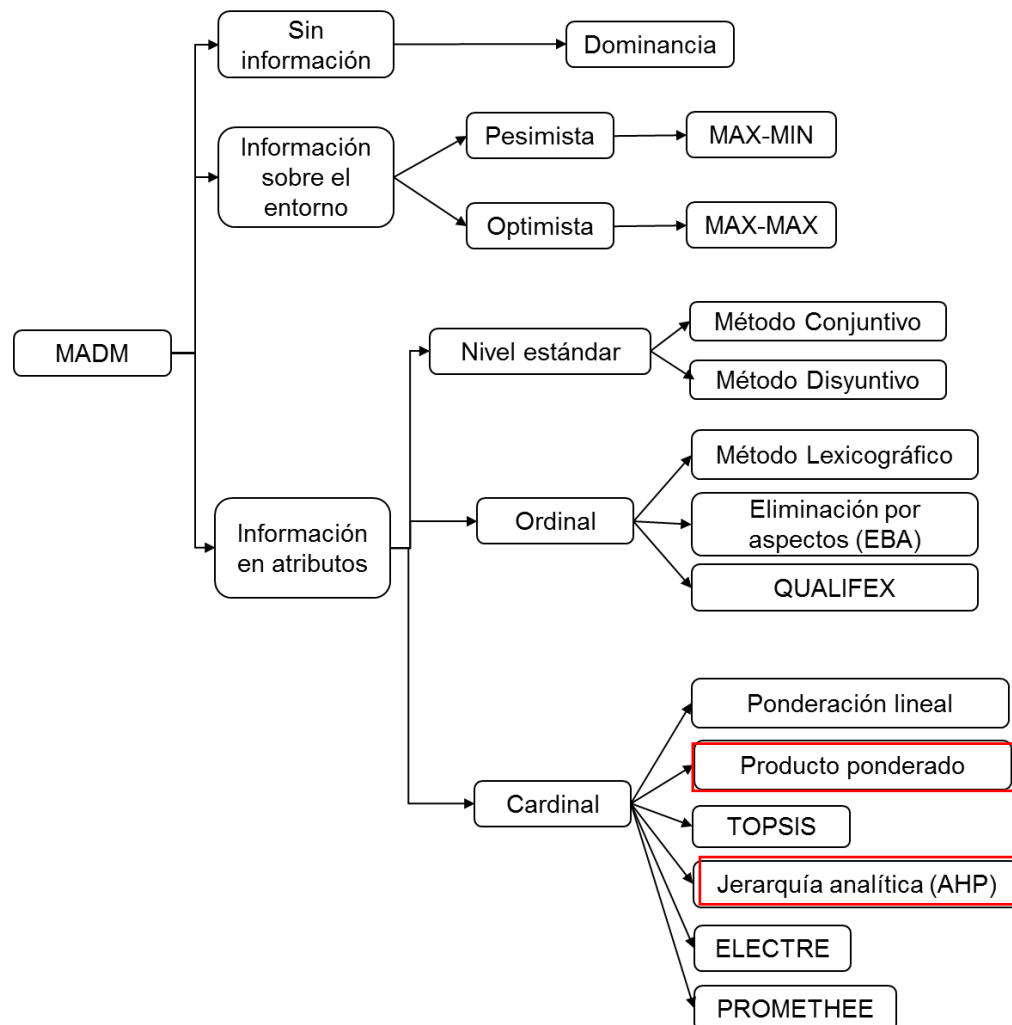 Sin
información
Dominancia
Información
sobre el
entorno
Pesimista
MAX-MIN
Optimista
MAX-MAX
MADM
Nivel estándar
Método Conjuntivo
Método Disyuntivo
Información
en atributos
Ordinal
Método Lexicográfico
Eliminación por
aspectos (EBA)
QUALIFEX
Cardinal
Ponderación lineal
Producto ponderado
TOPSIS
Jerarquía analítica (AHP)
ELECTRE
PROMETHEE